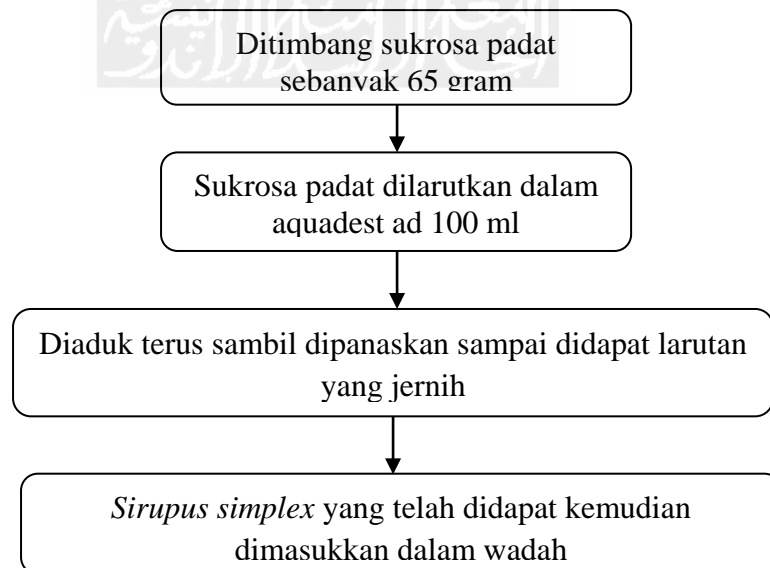 Ditimbang sukrosa padat
sebanyak 65 gram
Sukrosa padat dilarutkan dalam
aquadest ad 100 ml
Diaduk terus sambil dipanaskan sampai didapat larutan
yang jernih
Sirupus simplex yang telah didapat kemudian
dimasukkan dalam wadah